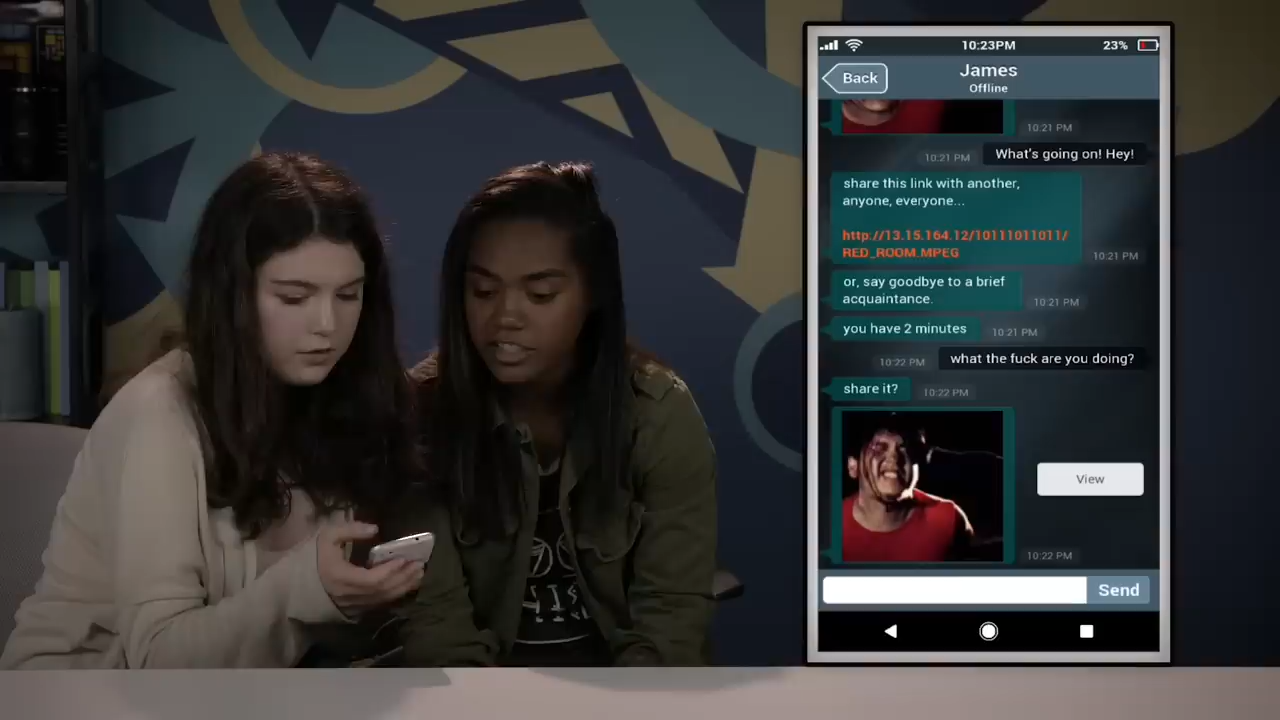 10:23PM
23%
Back
James
Offline
10:21 PM
10:21 PM
What's going on! Hey!
share this link with another,
anyone, everyone...
http://13.15.164.12/10111011011/
RED_ROOM.MPEG
10:21 PM
or, say goodbye to a brief
acquaintance.
10:21 PM
you have 2 minutes
10:21 PM
10:22 PM
what the fuck are you doing?
share it?
10:22 PM
View
10:22 PM
Send